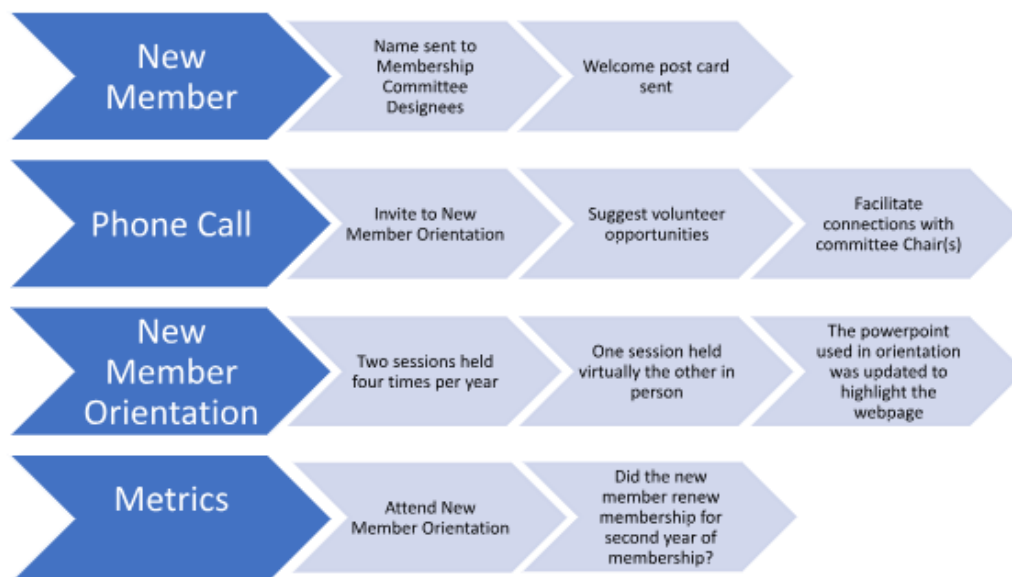 New
Member
Name sent to
Membership
Committee
Designees
Welcome post card
sent
Phone Call
Invite to New
Member Orientation
Suggest volunteer
opportunities
Facilitate
connections with
committee Chair(s)
New
Member
Orientation
Two sessions held
four times per year
One session held
virtually the other in
person
The powerpoint
used in orientation
was updated to
highlight the
webpage
Metrics
Attend New
Member Orientation
Did the new
member renew
membership for
second year of
membership?